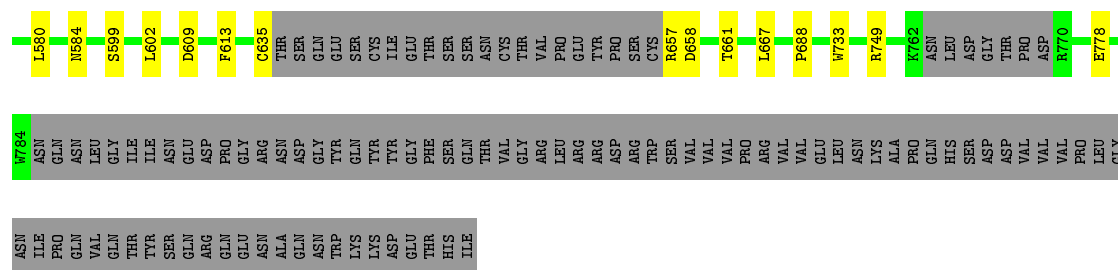 L580 N584 S599 L602 D609 F613 C635 THR SER GLN GLU SER CYS ILE GLU THR SER SER ASN CYS THR VAL PRO GLU TYR PRO SER CYS R657 D658 T661 L667 P688 W733 R749 K762 ASN LEU ASP GLY THR PRO ASP R770 E778
W784 ASN GLN ASN LEU GLY ILE ILE ASN GLU ASP PRO GLY ARG ASN ASP GLY TYR GLN TYR TYR GLY PHE SER GLN THR VAL GLY ARG LEU ARG ARG ASP ARG TRP SER VAL VAL VAL PRO ARG VAL VAL GLU LEU ASN LYS ALA PRO GLN HIS SER ASP ASP VAL VAL VAL PRO LEU GLY
ASN ILE PRO GLN VAL GLN THR TYR SER GLN ARG GLN GLU ASN ALA GLN ASN TRP LYS LYS ASP GLU THR HIS ILE